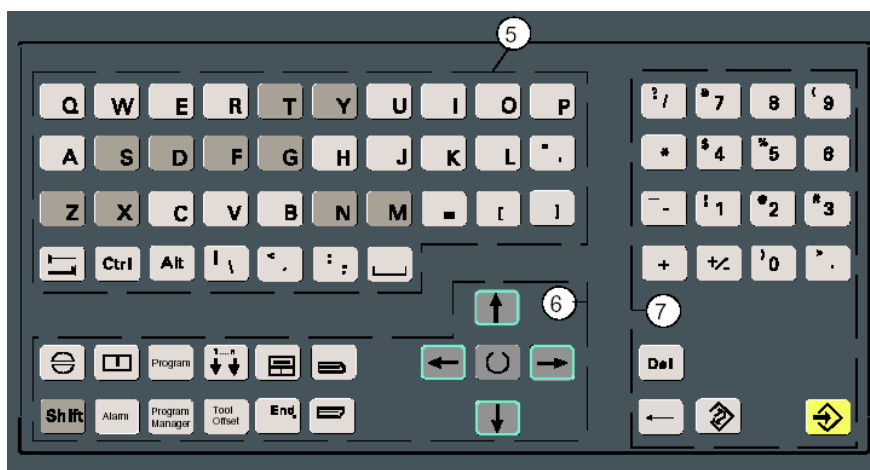 5
Q W E R T Y U I O P
? / 7 8 ( 9
A S D F G H J K L " ,
* $ 4 % 5 6
Z X C V B N M = [ ]
- ! 1 @ 2 # 3
Ctrl Alt | \ < , : ;
+ +/- ) 0 > .
6
7
Program 1....n
Del
Shift Alarm Program Manager Tool Offset End